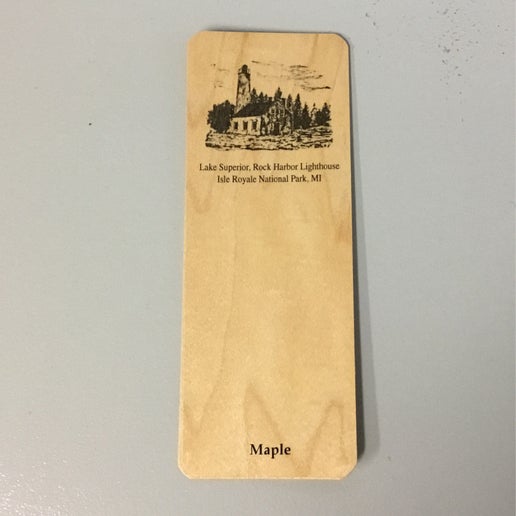 Lake Superior, Rock Harbor Lighthouse
Isle Royale National Park, MI
Maple